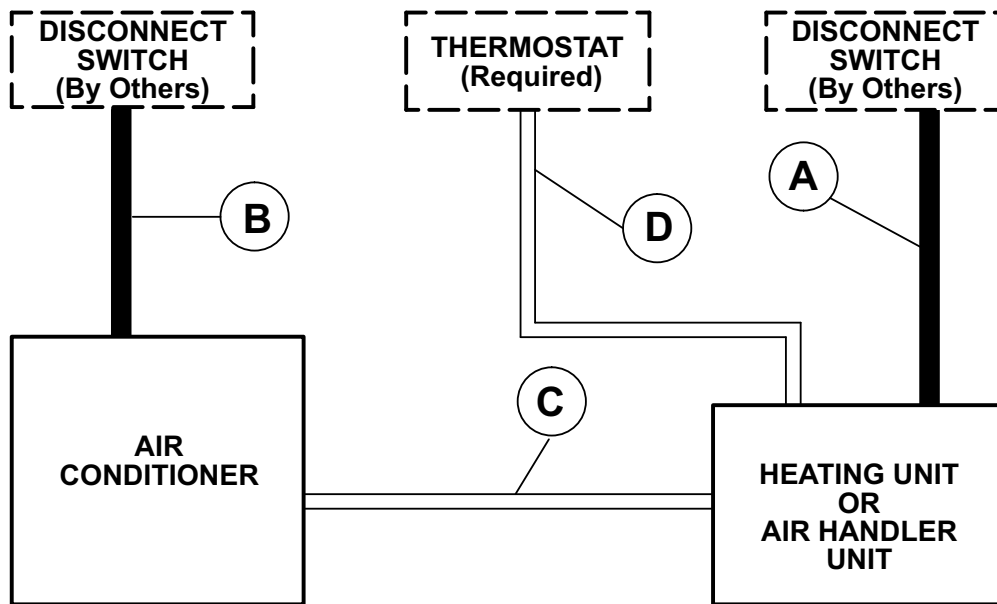 DISCONNECT
SWITCH
(By Others)
THERMOSTAT
(Required)
DISCONNECT
SWITCH
(By Others)
A
B
D
C
AIR
CONDITIONER
HEATING UNIT
OR
AIR HANDLER
UNIT